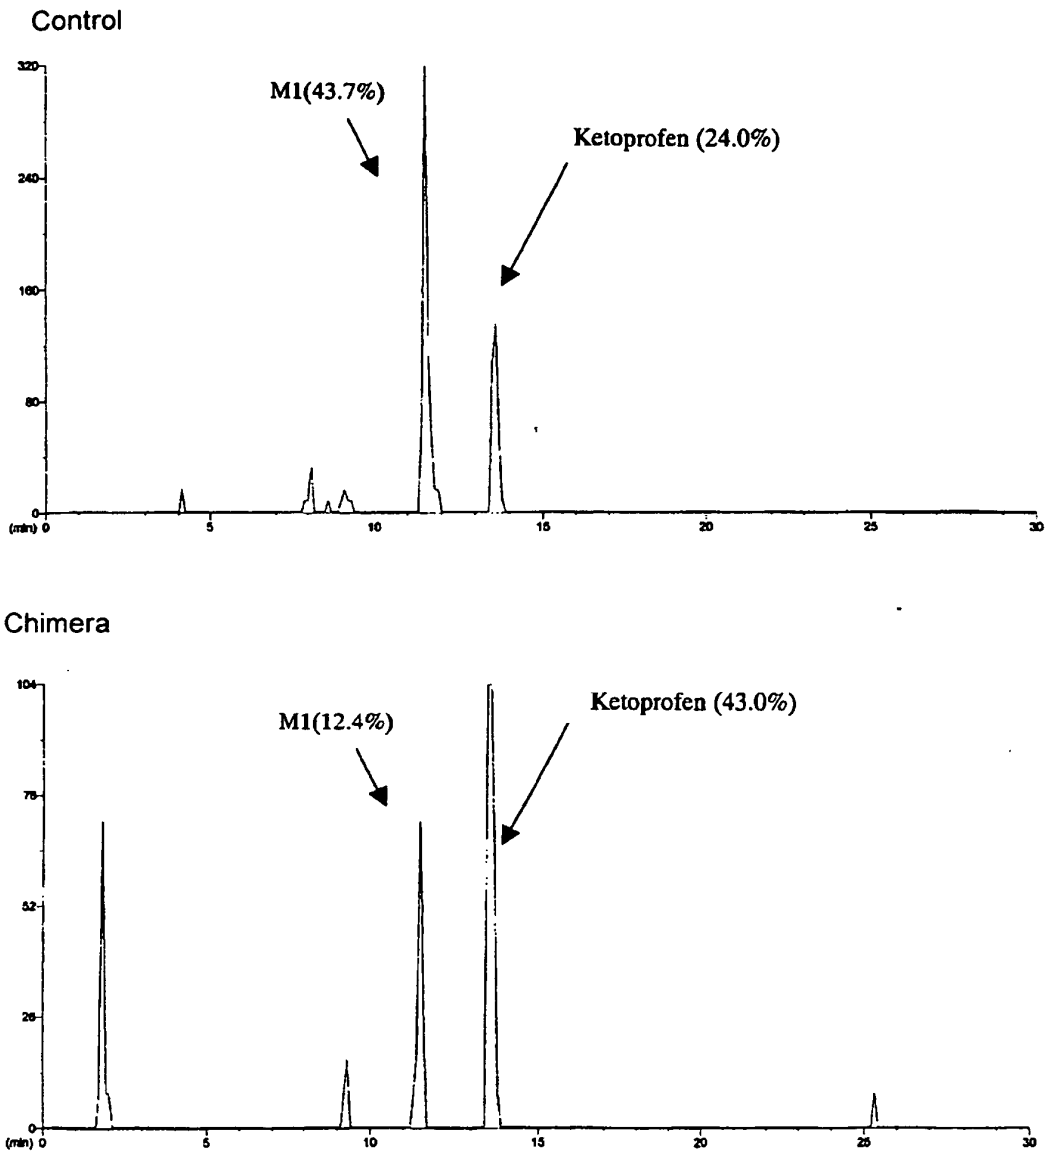 Control
320
M1(43.7%)
Ketoprofen (24.0%)
240
160
80
0
(min) 0 5 10 15 20 25 30
Chimera
104
M1(12.4%)
Ketoprofen (43.0%)
78
52
26
0
(min) 0 5 10 15 20 25 30